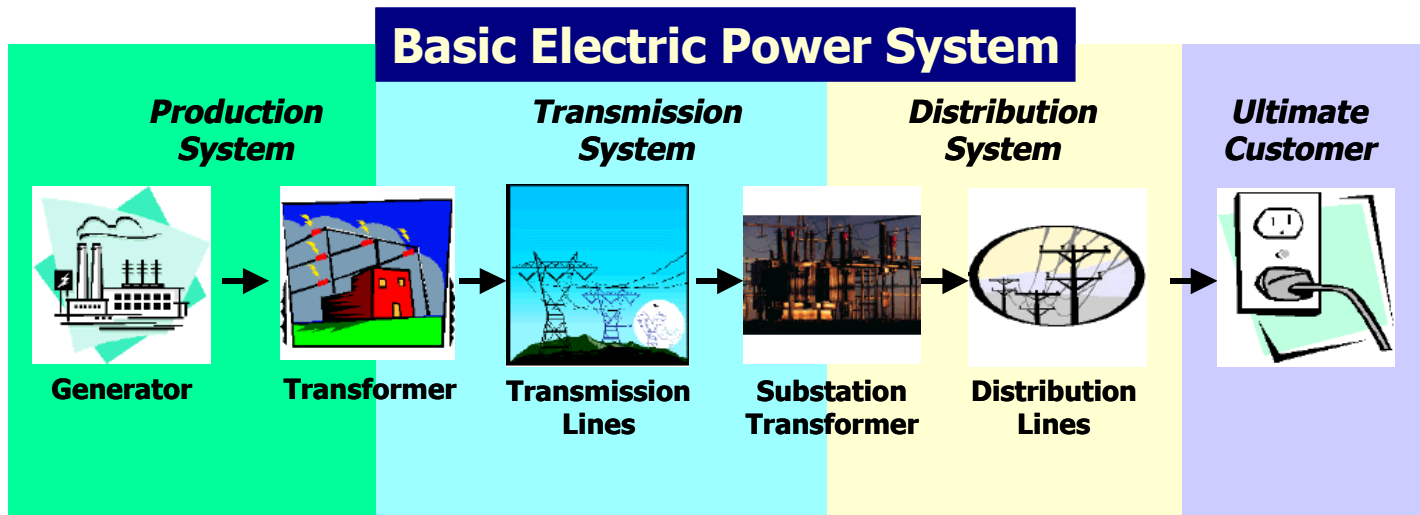 Basic Electric Power System
Production
System
Transmission
System
Distribution
System
Ultimate
Customer
Generator
Transformer
Transmission
Lines
Substation
Transformer
Distribution
Lines